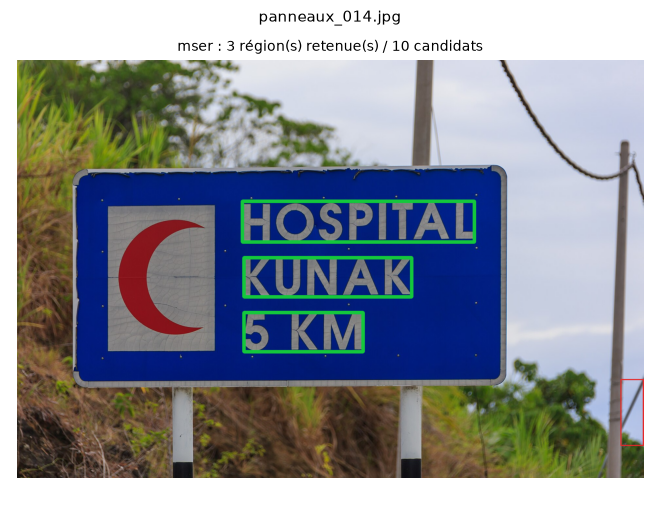 panneaux_014.jpg
mser : 3 région(s) retenue(s) / 10 candidats
HOSPITAL
KUNAK
5 KM